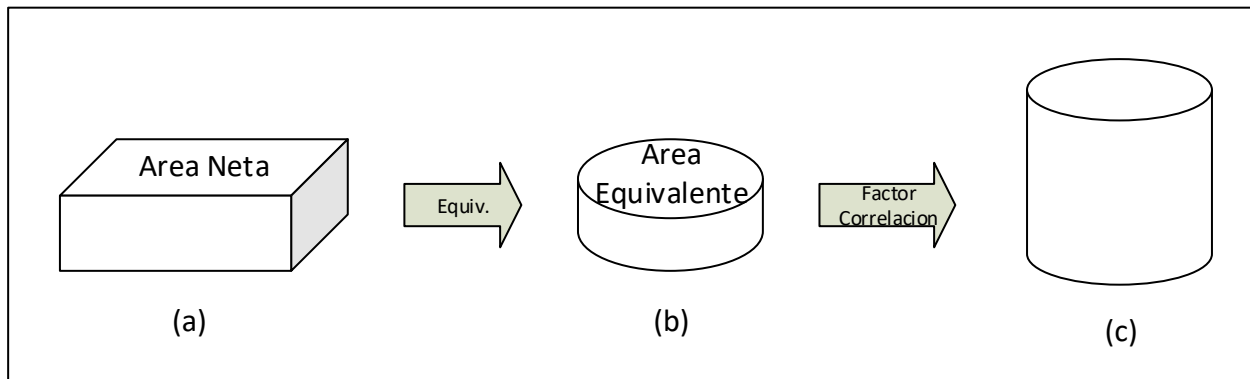 Area Neta
Equiv.
Area
Equivalente
Factor
Correlacion
(a)
(b)
(c)